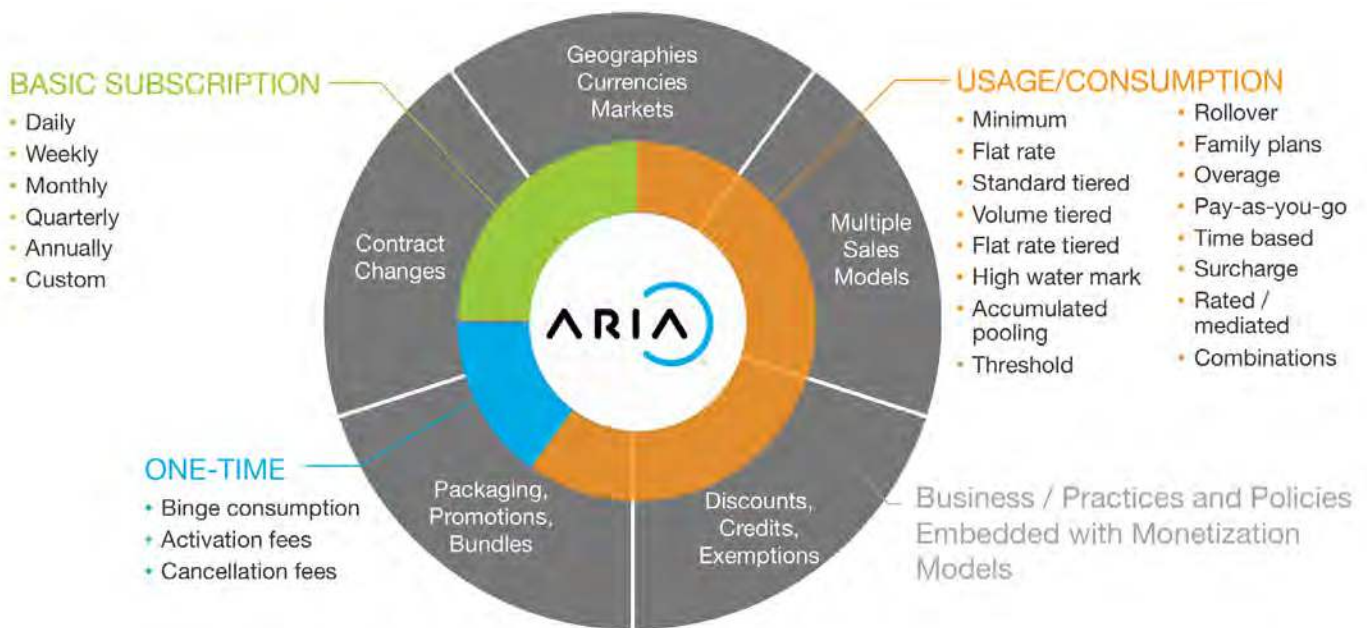 BASIC SUBSCRIPTION
• Daily
• Weekly
• Monthly
• Quarterly
• Annually
• Custom
Geographies
Currencies
Markets
USAGE/CONSUMPTION
• Minimum
• Flat rate
• Standard tiered
• Volume tiered
• Flat rate tiered
• High water mark
• Accumulated
pooling
• Threshold
• Rollover
• Family plans
• Overage
• Pay-as-you-go
• Time based
• Surcharge
• Rated /
mediated
• Combinations
Contract
Changes
Multiple
Sales
Models
ARIA
ONE-TIME
• Binge consumption
• Activation fees
• Cancellation fees
Packaging,
Promotions,
Bundles
Discounts,
Credits,
Exemptions
Business / Practices and Policies
Embedded with Monetization
Models